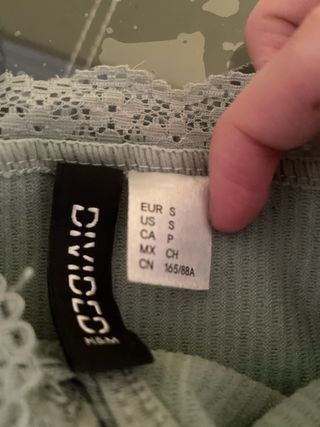 DIVIDED
H&M
EUR S
US S
CA P
MX CH
CN 165/88A